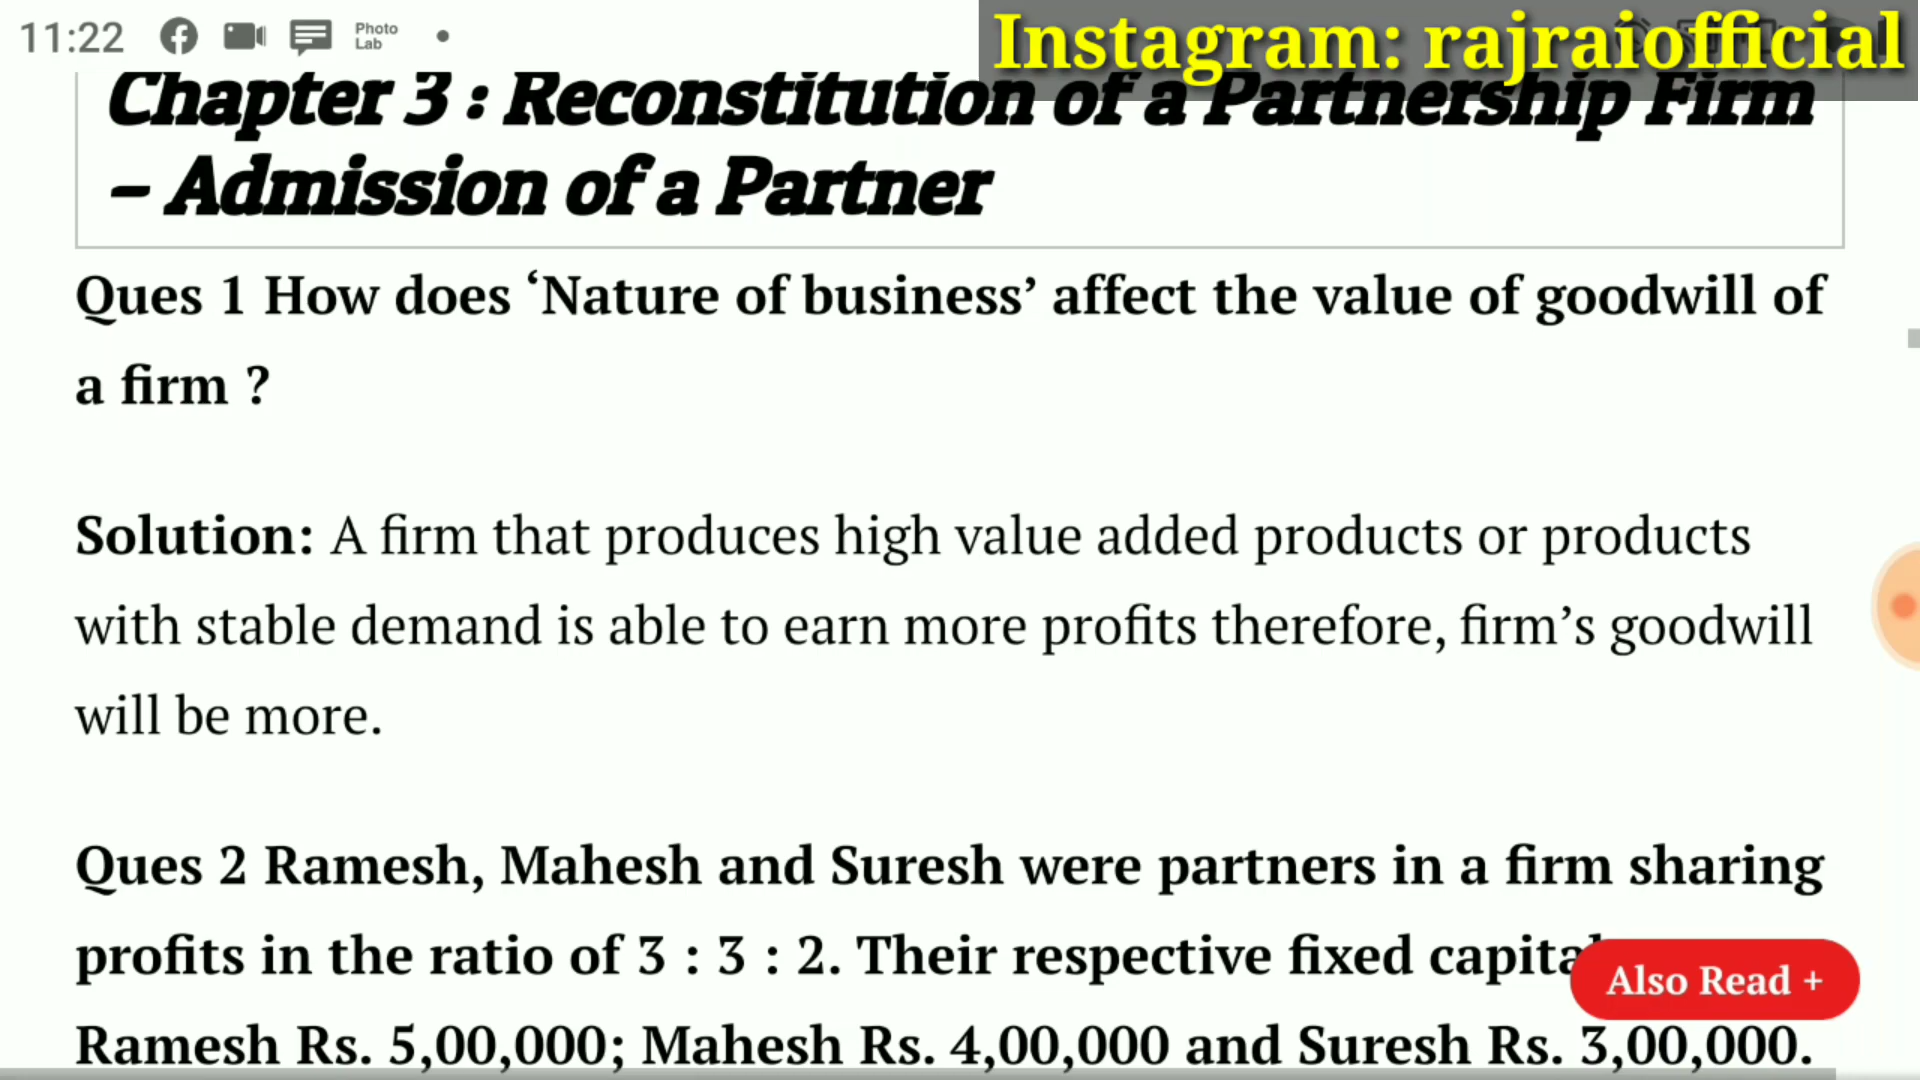 11:22 Photo Lab
Instagram: rajraiofficial
Chapter 3 : Reconstitution of a Partnership Firm
– Admission of a Partner
Ques 1 How does ‘Nature of business’ affect the value of goodwill of
a firm ?
Solution: A firm that produces high value added products or products
with stable demand is able to earn more profits therefore, firm’s goodwill
will be more.
Ques 2 Ramesh, Mahesh and Suresh were partners in a firm sharing
profits in the ratio of 3 : 3 : 2. Their respective fixed capital
Also Read +
Ramesh Rs. 5,00,000; Mahesh Rs. 4,00,000 and Suresh Rs. 3,00,000.